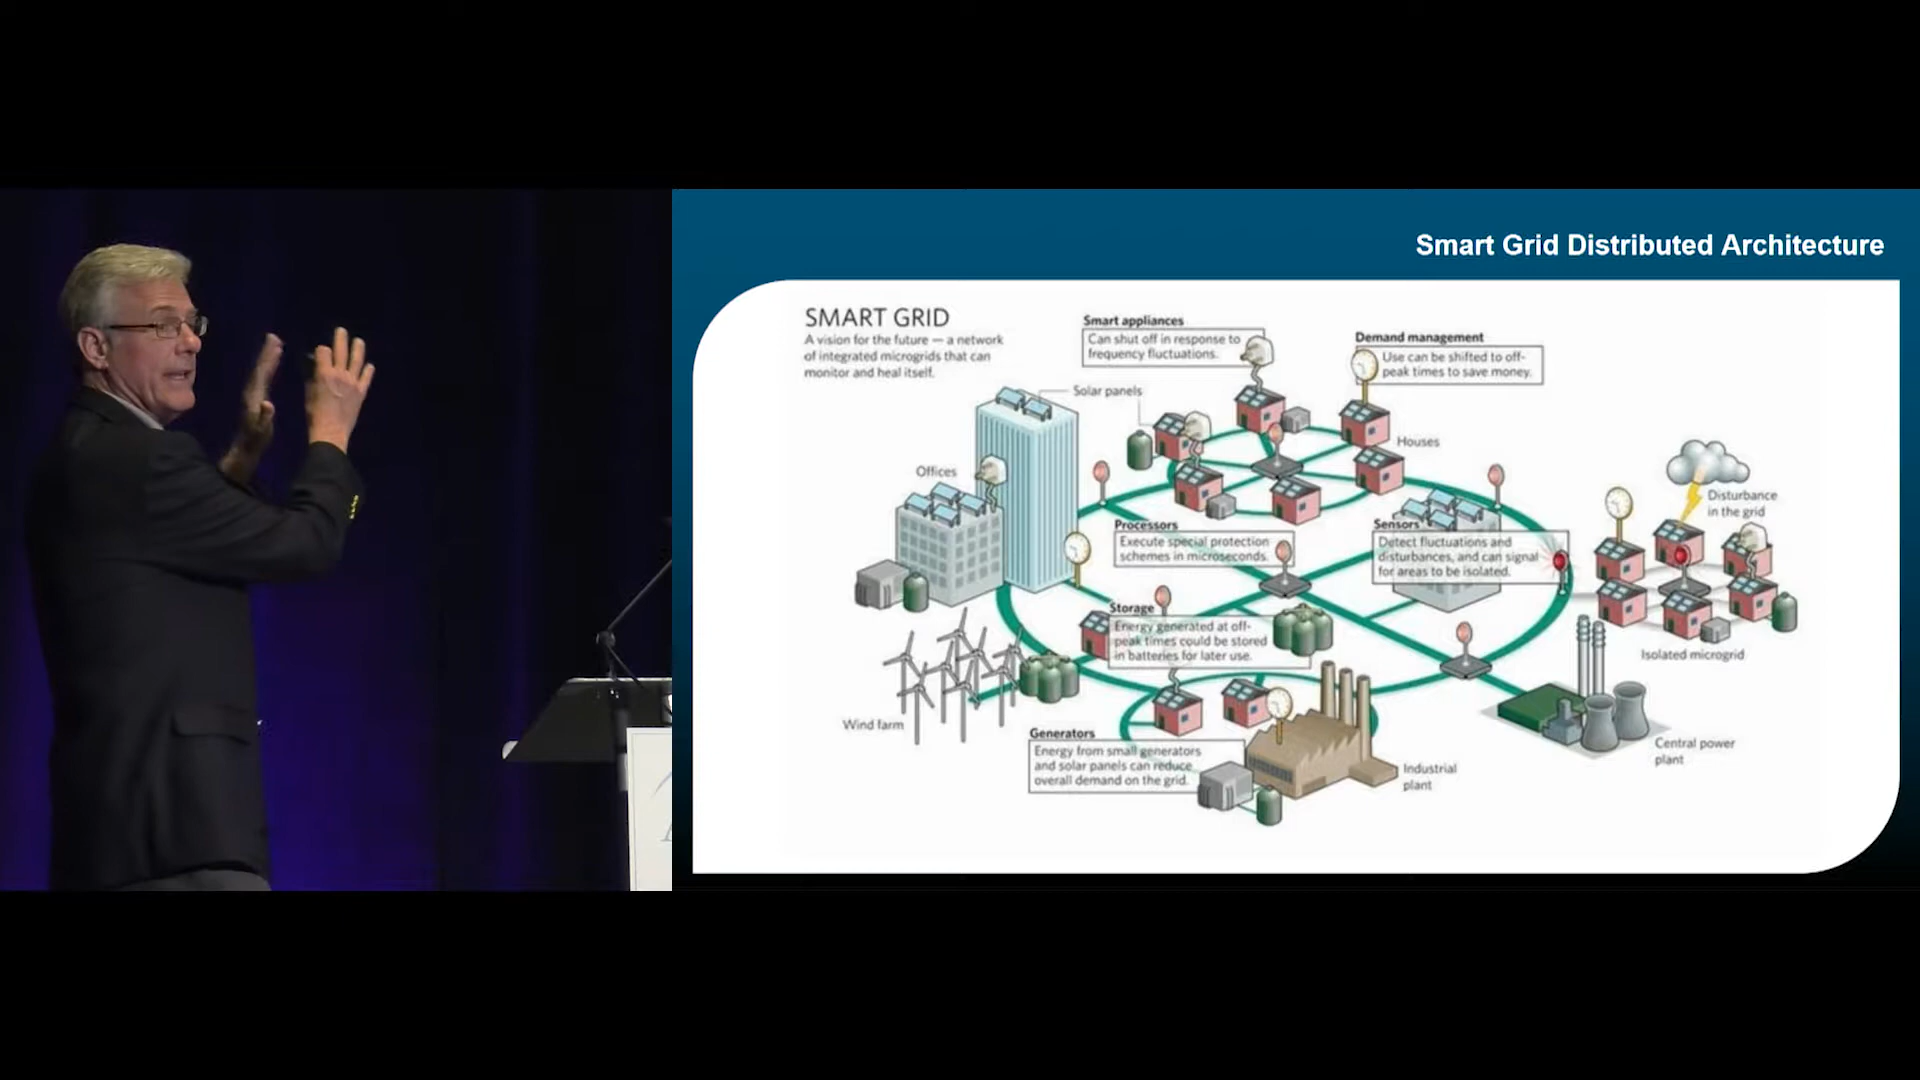 Smart Grid Distributed Architecture
SMART GRID
A vision for the future — a network
of integrated microgrids that can
monitor and heal itself.
Smart appliances
Can shut off in response to
frequency fluctuations.
Demand management
Use can be shifted to off-
peak times to save money.
Solar panels
Houses
Offices
Disturbance
in the grid
Processors
Execute special protection
schemes in microseconds.
Sensors
Detect fluctuations and
disturbances, and can signal
for areas to be isolated.
Storage
Energy generated at off-
peak times could be stored
in batteries for later use.
Isolated microgrid
Wind farm
Generators
Energy from small generators
and solar panels can reduce
overall demand on the grid.
Industrial
plant
Central power
plant